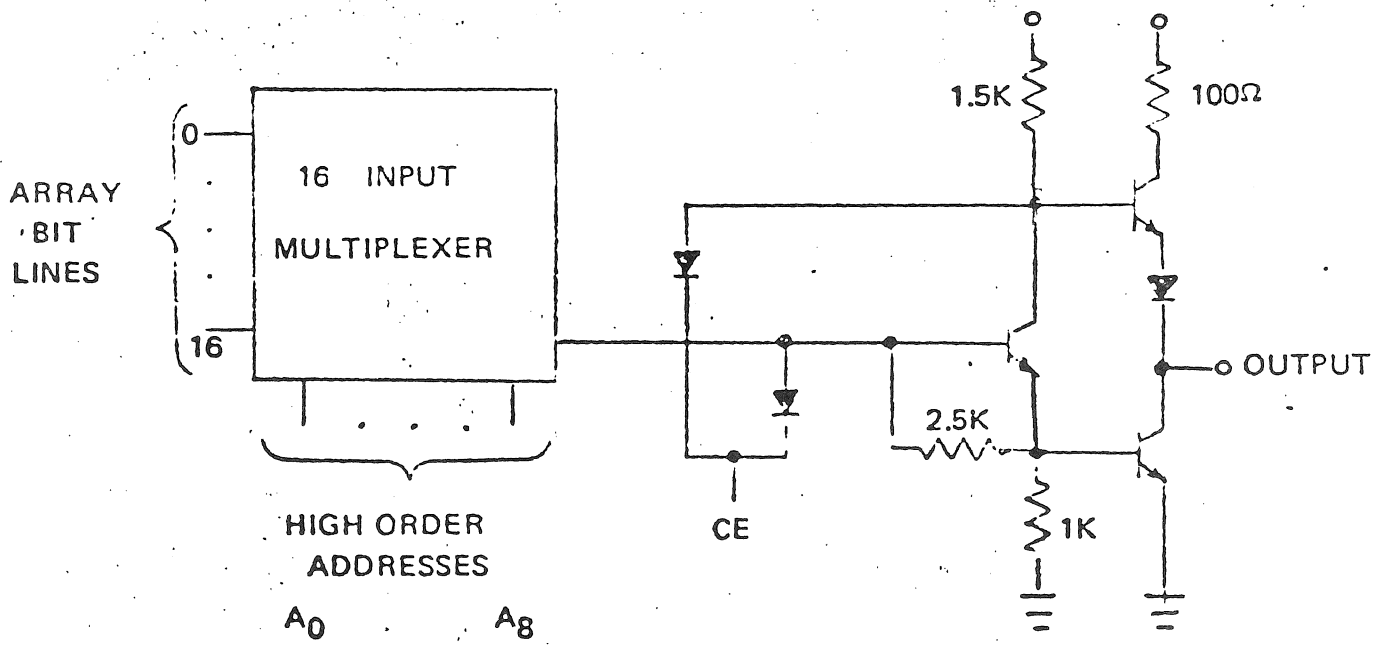 1.5K
100Ω
0
16 INPUT
MULTIPLEXER
ARRAY
BIT
LINES
16
OUTPUT
2.5K
CE
1K
HIGH ORDER
ADDRESSES
A0
A8